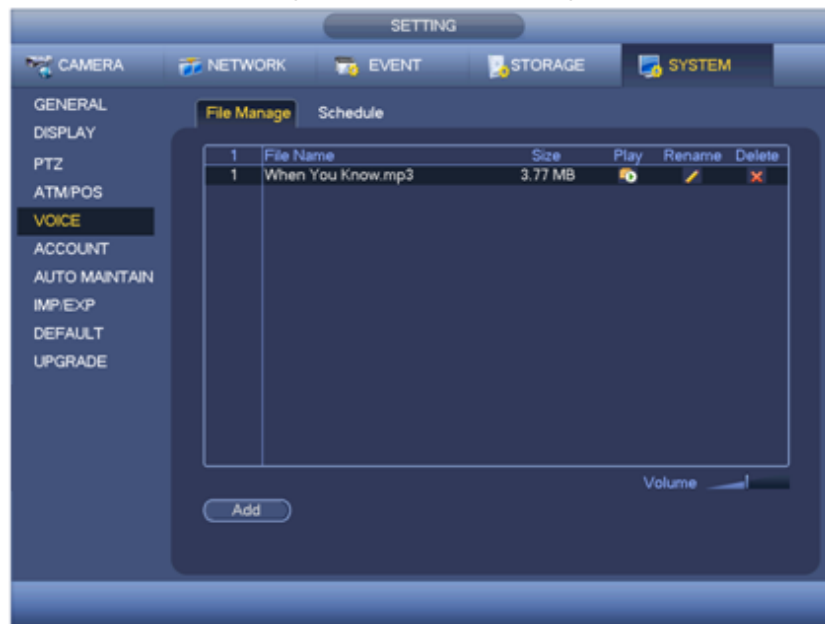 SETTING
CAMERA NETWORK EVENT STORAGE SYSTEM
GENERAL
DISPLAY
PTZ
ATM/POS
VOICE
ACCOUNT
AUTO MAINTAIN
IMP/EXP
DEFAULT
UPGRADE
File Manage Schedule
1 File Name Size Play Rename Delete
1 When You Know.mp3 3.77 MB
Volume
Add